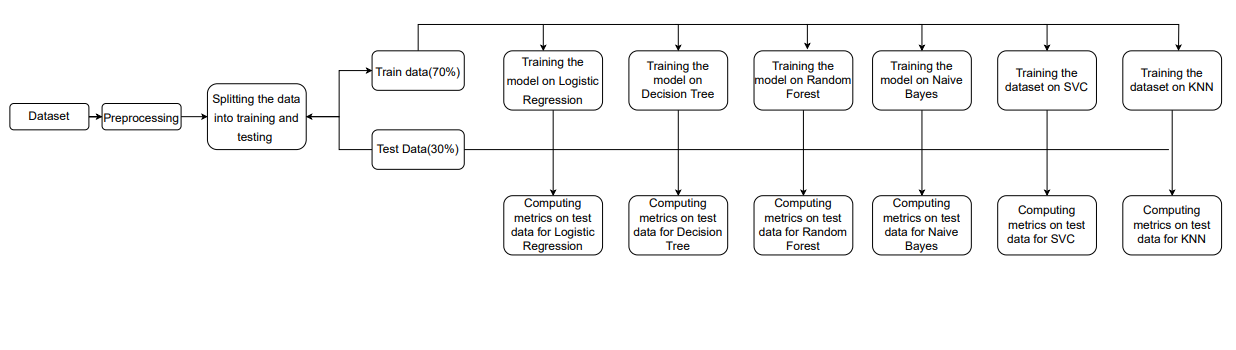 Dataset
Preprocessing
Splitting the data
into training and
testing
Train data(70%)
Test Data(30%)
Training the
model on Logistic
Regression
Training the
model on
Decision Tree
Training the
model on Random
Forest
Training the
model on Naive
Bayes
Training the
dataset on SVC
Training the
dataset on KNN
Computing
metrics on test
data for Logistic
Regression
Computing
metrics on test
data for Decision
Tree
Computing
metrics on test
data for Random
Forest
Computing
metrics on test
data for Naive
Bayes
Computing
metrics on test
data for SVC
Computing
metrics on test
data for KNN